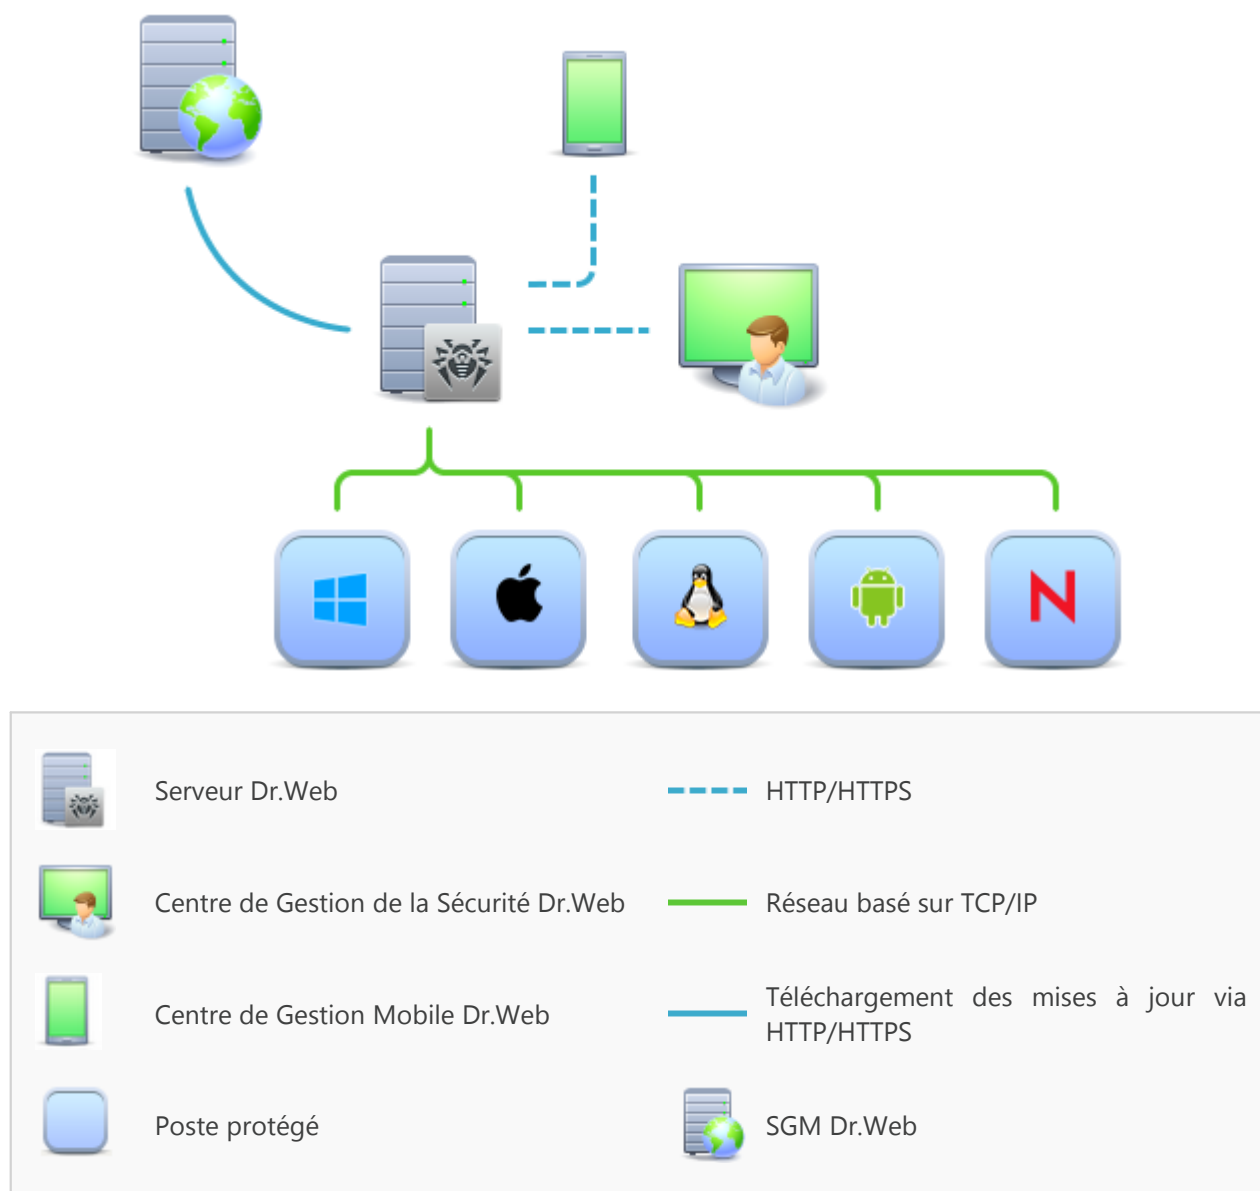 Serveur Dr.Web
HTTP/HTTPS
Centre de Gestion de la Sécurité Dr.Web
Réseau basé sur TCP/IP
Centre de Gestion Mobile Dr.Web
Téléchargement des mises à jour via
HTTP/HTTPS
Poste protégé
SGM Dr.Web